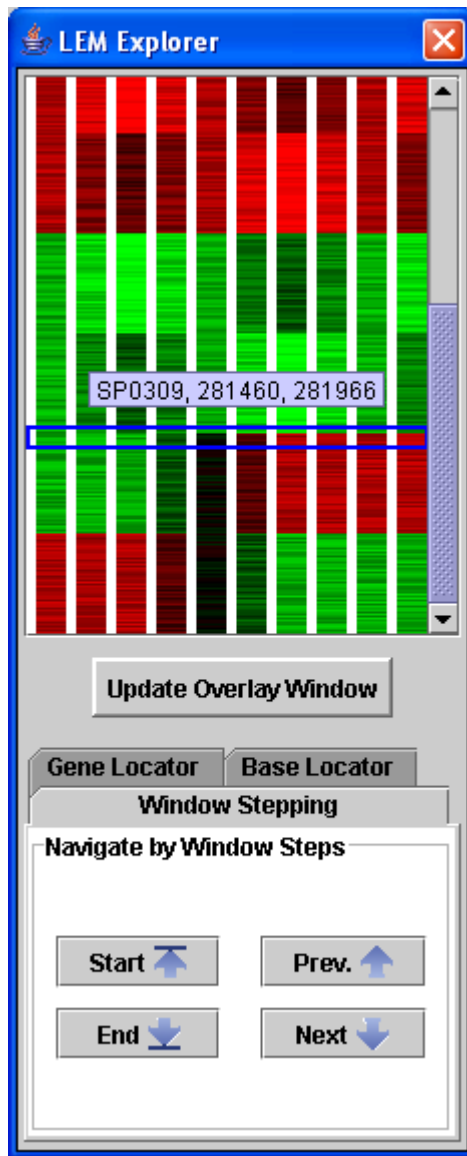 LEM Explorer
SP0309, 281460, 281966
Update Overlay Window
Gene Locator
Base Locator
Window Stepping
Navigate by Window Steps
Start
Prev.
End
Next